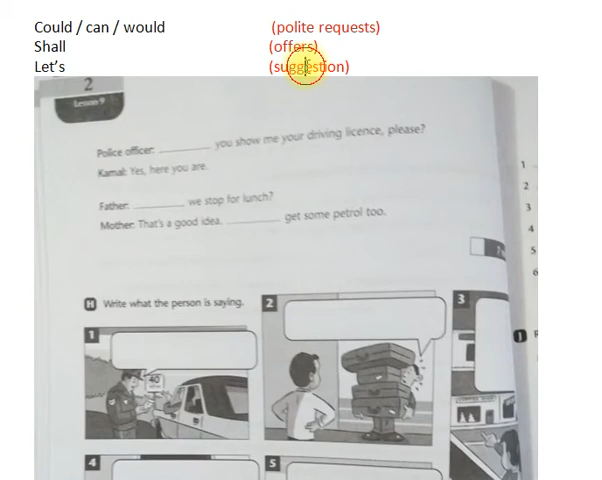 Could / can / would (polite requests)
Shall (offers)
Let's (suggestion)
2
Lesson 9
Police officer: ________ you show me your driving licence, please?
Kamal: Yes, here you are.
Father: ________ we stop for lunch?
Mother: That's a good idea. ________ get some petrol too.
1
2
3
4
5
6
H Write what the person is saying.
1
2
3
J
40
4
5